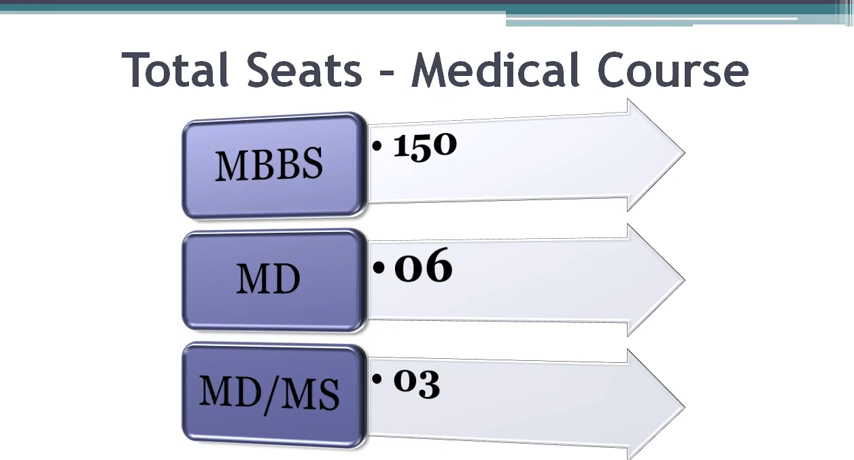 Total Seats – Medical Course
MBBS
• 150
MD
• 06
MD/MS
• 03